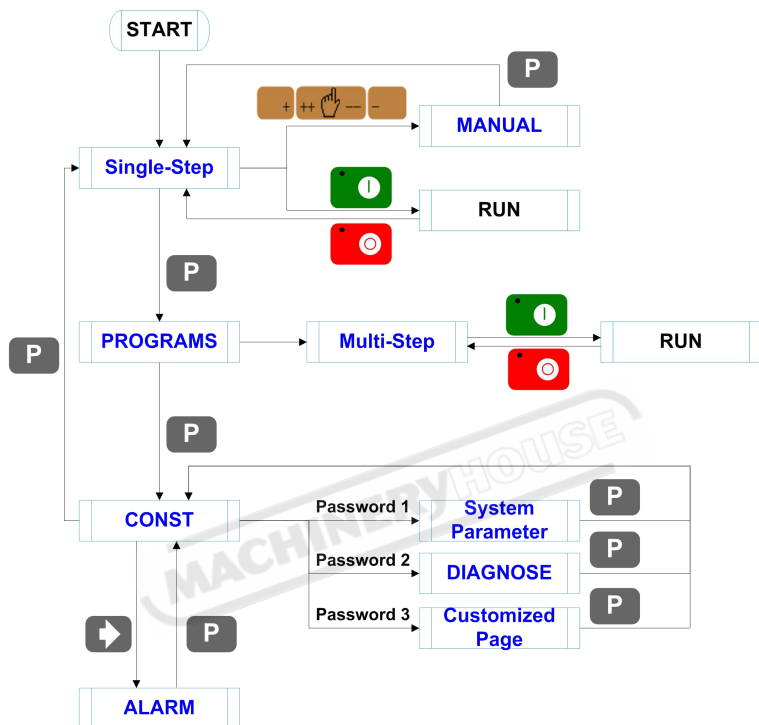 START
P
+ ++ -- -
MANUAL
Single-Step
RUN
P
PROGRAMS
Multi-Step
RUN
P
P
CONST
Password 1
System
Parameter
P
Password 2
DIAGNOSE
P
Password 3
Customized
Page
P
P
ALARM
MACHINERYHOUSE